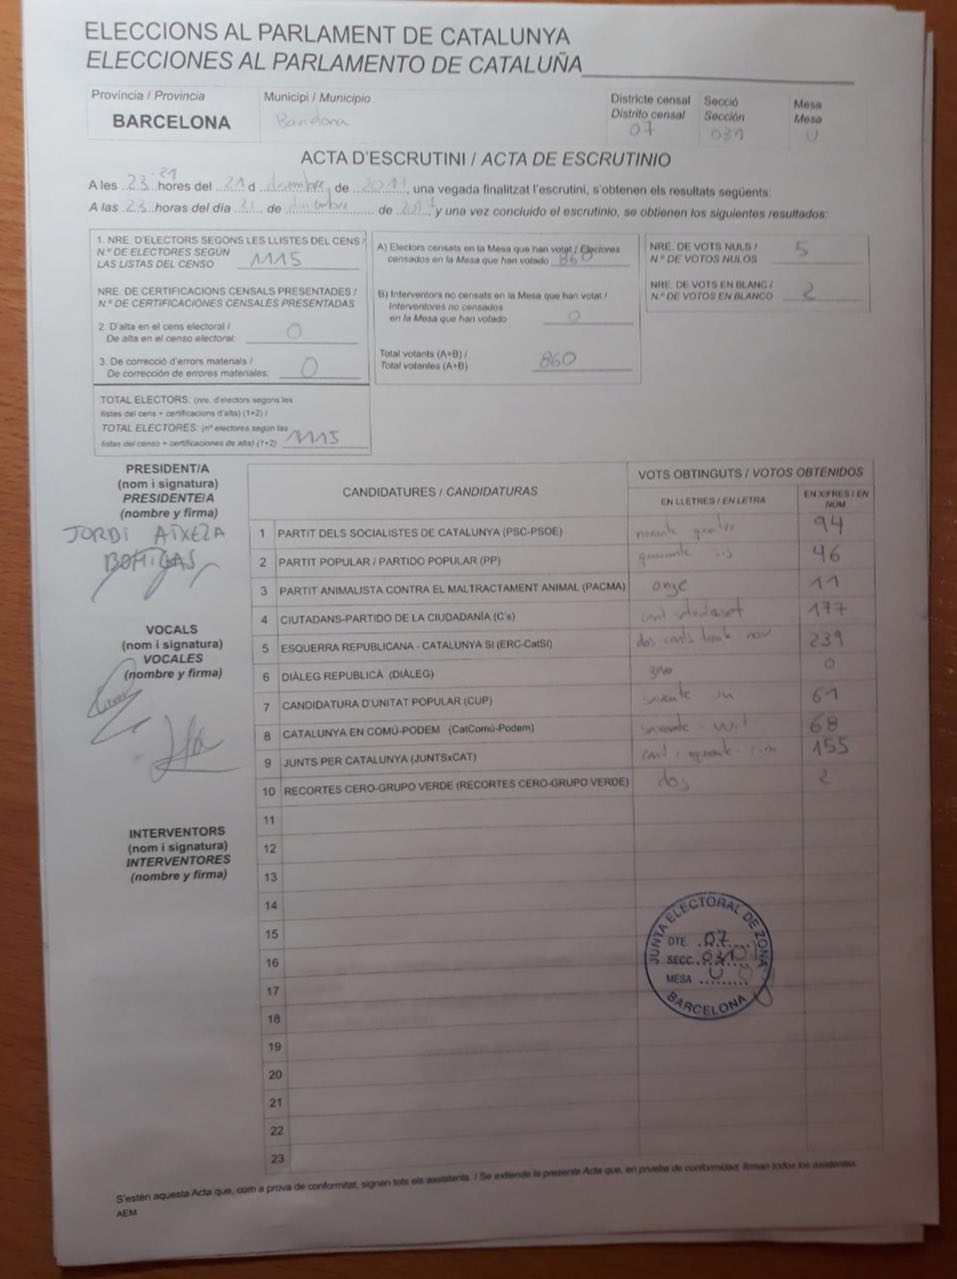 ELECCIONS AL PARLAMENT DE CATALUNYA
ELECCIONES AL PARLAMENTO DE CATALUÑA
Província / Provincia
BARCELONA
Municipi / Municipio
Districte censal
Distrito censal
07
Secció
Sección
031
Mesa
Mesa
U
ACTA D'ESCRUTINI / ACTA DE ESCRUTINIO
A les 23:21 hores del 21 d desembre, de 2017, una vegada finalitzat l'escrutini, s'obtenen els resultats següents:
A las 23 horas del día 21 de diciembre de 2017, y una vez concluido el escrutinio, se obtienen los siguientes resultados:
1. NRE. D'ELECTORS SEGONS LES LLISTES DEL CENS /
N.º DE ELECTORES SEGÚN
LAS LISTAS DEL CENSO 1115
NRE. DE CERTIFICACIONS CENSALS PRESENTADES /
N.º DE CERTIFICACIONES CENSALES PRESENTADAS
2. D'alta en el cens electoral /
De alta en el censo electoral: 0
3. De correcció d'errors materials /
De corrección de errores materiales: 0
TOTAL ELECTORS: (nre. d'electors segons les
llistes del cens + certificacions d'alta) (1+2) /
TOTAL ELECTORES: (nº electores según las
listas del censo + certificaciones de alta) (1+2) 1115
A) Electors censats en la Mesa que han votat / Electores
censados en la Mesa que han votado 860
B) Interventors no censats en la Mesa que han votat /
Interventores no censados
en la Mesa que han votado 0
Total votants (A+B) /
Total votantes (A+B) 860
NRE. DE VOTS NULS /
N.º DE VOTOS NULOS 5
NRE. DE VOTS EN BLANC /
N.º DE VOTOS EN BLANCO 2
PRESIDENT/A
(nom i signatura)
PRESIDENTE/A
(nombre y firma)
JORDI
VOCALS
(nom i signatura)
VOCALES
(nombre y firma)
INTERVENTORS
(nom i signatura)
INTERVENTORES
(nombre y firma)
CANDIDATURES / CANDIDATURAS
VOTS OBTINGUTS / VOTOS OBTENIDOS
EN LLETRES / EN LETRA
EN XIFRES / EN NÚM.
1 PARTIT DELS SOCIALISTES DE CATALUNYA (PSC-PSOE) noranta quatre 94
2 PARTIT POPULAR / PARTIDO POPULAR (PP) quaranta sis 46
3 PARTIT ANIMALISTA CONTRA EL MALTRACTAMENT ANIMAL (PACMA) onze 11
4 CIUTADANS-PARTIDO DE LA CIUDADANÍA (C's) 177
5 ESQUERRA REPUBLICANA - CATALUNYA SI (ERC-CatSí) dos cents trenta nou 239
6 DIÀLEG REPUBLICÀ (DIÀLEG) 0
7 CANDIDATURA D'UNITAT POPULAR (CUP) 61
8 CATALUNYA EN COMÚ-PODEM (CatComú-Podem) 68
9 JUNTS PER CATALUNYA (JUNTSxCAT) 155
10 RECORTES CERO-GRUPO VERDE (RECORTES CERO-GRUPO VERDE) dos 2
11
12
13
14
15
16
17
18
19
20
21
22
23
JUNTA ELECTORAL DE ZONA
DTE. 07
SECC.
MESA U
BARCELONA
S'estén aquesta Acta que, com a prova de conformitat, signen tots els assistents. / Se extiende la presente Acta que, en prueba de conformidad, firman todos los asistentes.
AEM